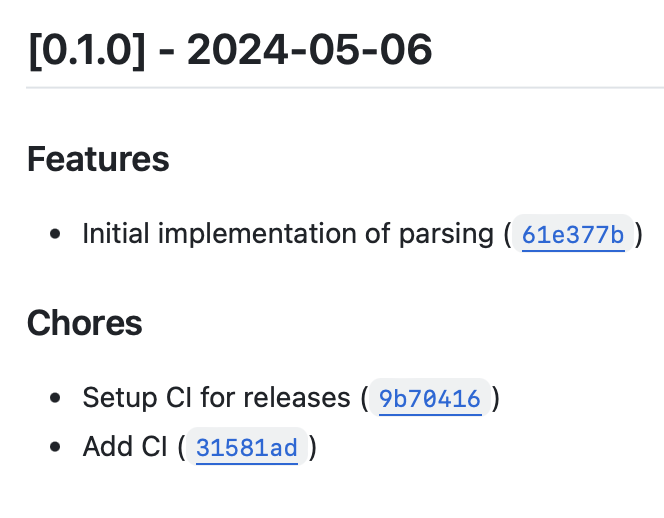 [0.1.0] - 2024-05-06
Features
• Initial implementation of parsing (61e377b)
Chores
• Setup CI for releases (9b70416)
• Add CI (31581ad)